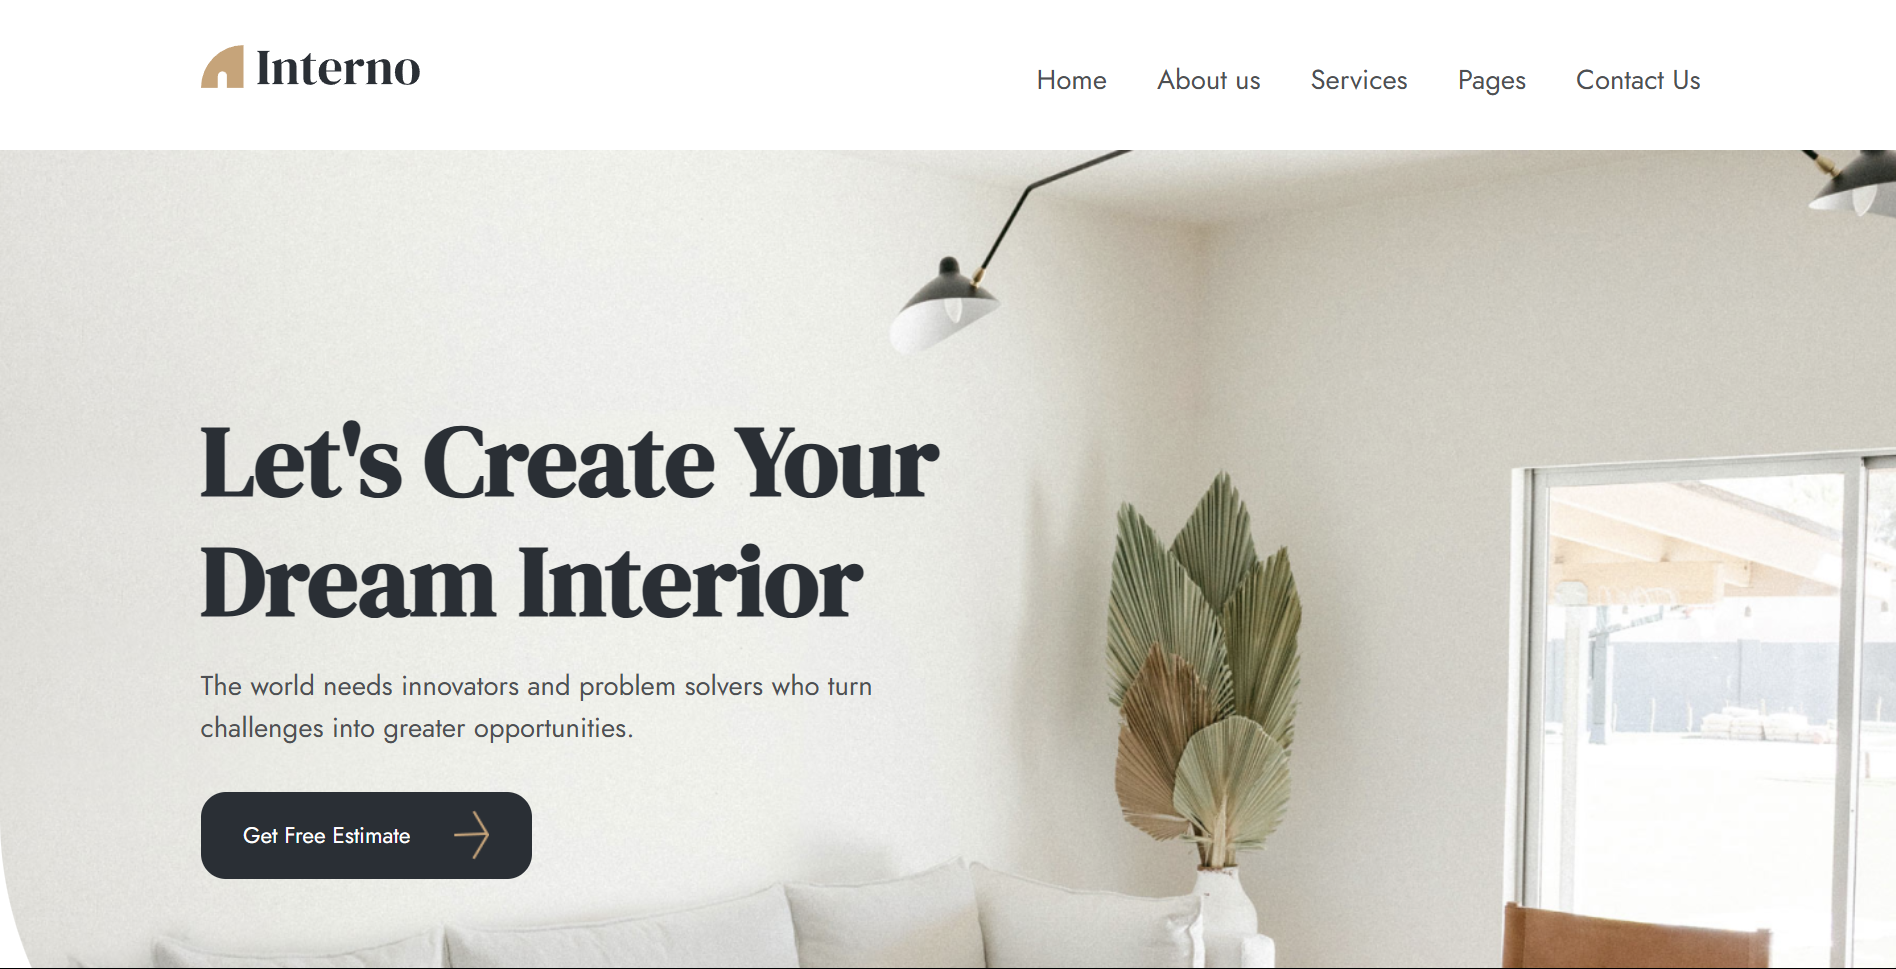 Interno
Home About us Services Pages Contact Us
Let's Create Your
Dream Interior
The world needs innovators and problem solvers who turn
challenges into greater opportunities.
Get Free Estimate